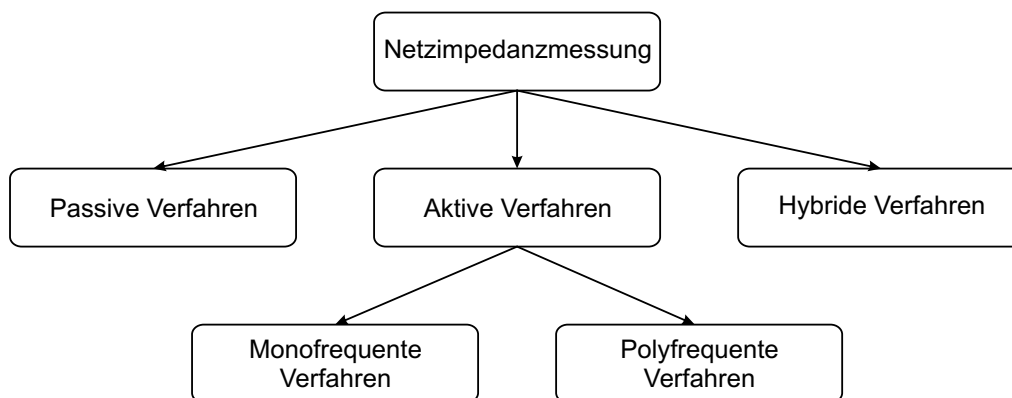 Netzimpedanzmessung
Passive Verfahren
Aktive Verfahren
Hybride Verfahren
Monofrequente
Verfahren
Polyfrequente
Verfahren